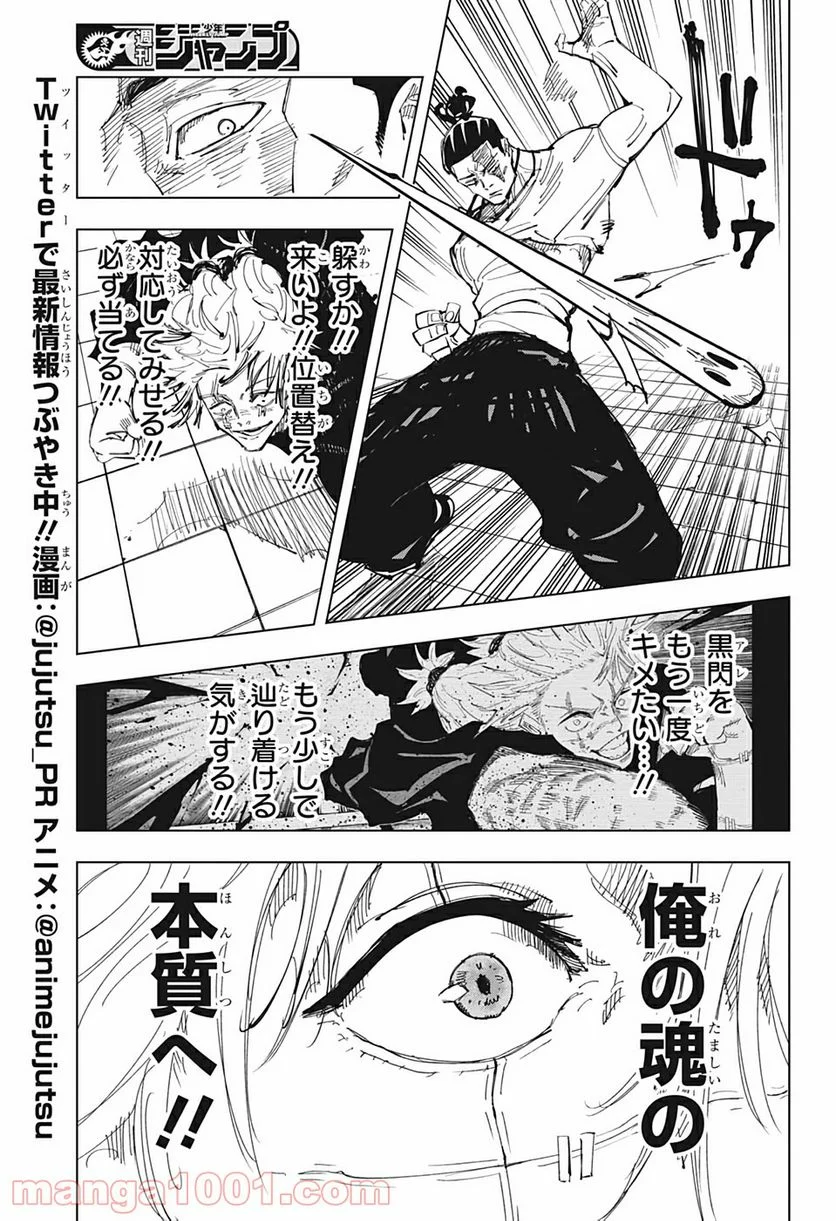 週刊少年ジャンプ
ドゥ
躱すか!!
来いよ!!位置替え!!
対応してみせる!!
必ず当てる!!
黒閃を
もう一度
キメたい…!!
もう少しで
辿り着ける
気がする!!
俺の魂の
本質へ!!
Twitterで最新情報つぶやき中!!漫画:@jujutsu_PR アニメ:@animejujutsu
manga1001.com